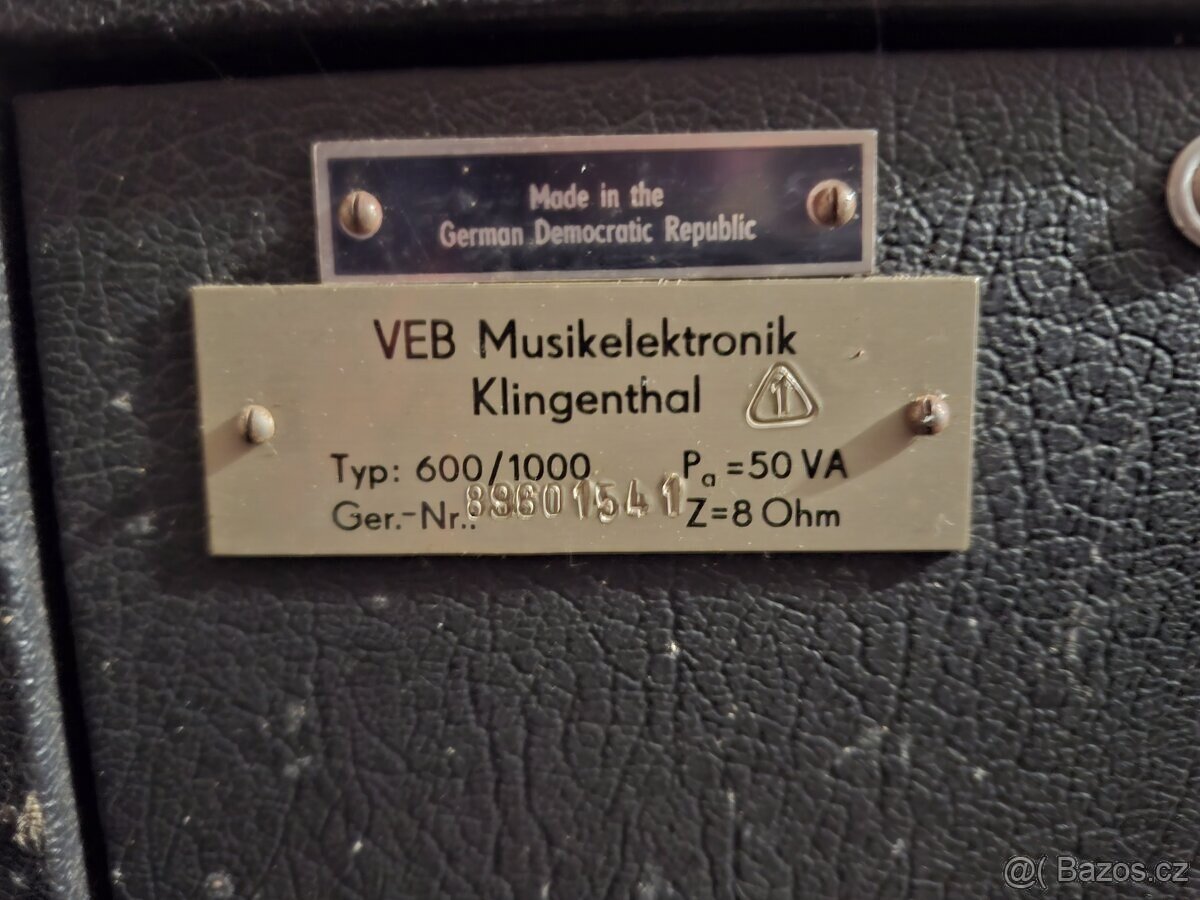 Made in the
German Democratic Republic
VEB Musikelektronik
Klingenthal 1
Typ: 600/1000 Pa=50 VA
Ger.-Nr.: 89601541 Z=8 Ohm
@( Bazos.cz